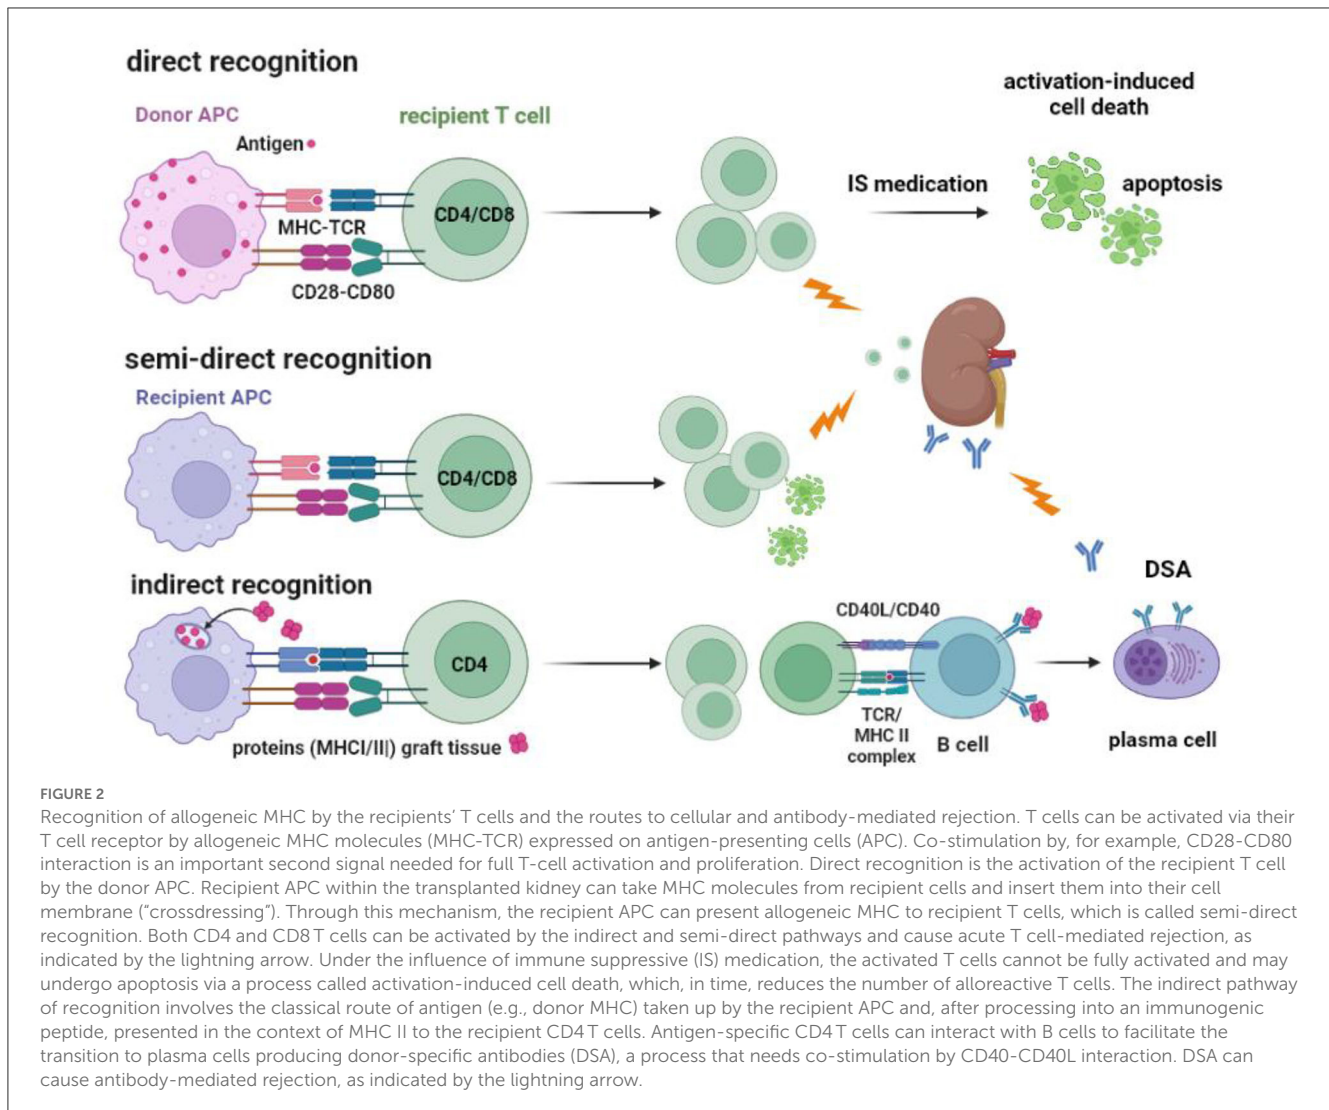 direct recognition
Donor APC
recipient T cell
Antigen
MHC-TCR
CD4/CD8
CD28-CD80
IS medication
activation-induced
cell death
apoptosis
semi-direct recognition
Recipient APC
CD4/CD8
indirect recognition
CD4
proteins (MHCI/II|) graft tissue
CD40L/CD40
TCR/
MHC II
complex
B cell
DSA
plasma cell
FIGURE 2
Recognition of allogeneic MHC by the recipients’ T cells and the routes to cellular and antibody-mediated rejection. T cells can be activated via their
T cell receptor by allogeneic MHC molecules (MHC-TCR) expressed on antigen-presenting cells (APC). Co-stimulation by, for example, CD28-CD80
interaction is an important second signal needed for full T-cell activation and proliferation. Direct recognition is the activation of the recipient T cell
by the donor APC. Recipient APC within the transplanted kidney can take MHC molecules from recipient cells and insert them into their cell
membrane (“crossdressing”). Through this mechanism, the recipient APC can present allogeneic MHC to recipient T cells, which is called semi-direct
recognition. Both CD4 and CD8 T cells can be activated by the indirect and semi-direct pathways and cause acute T cell-mediated rejection, as
indicated by the lightning arrow. Under the influence of immune suppressive (IS) medication, the activated T cells cannot be fully activated and may
undergo apoptosis via a process called activation-induced cell death, which, in time, reduces the number of alloreactive T cells. The indirect pathway
of recognition involves the classical route of antigen (e.g., donor MHC) taken up by the recipient APC and, after processing into an immunogenic
peptide, presented in the context of MHC II to the recipient CD4 T cells. Antigen-specific CD4 T cells can interact with B cells to facilitate the
transition to plasma cells producing donor-specific antibodies (DSA), a process that needs co-stimulation by CD40-CD40L interaction. DSA can
cause antibody-mediated rejection, as indicated by the lightning arrow.